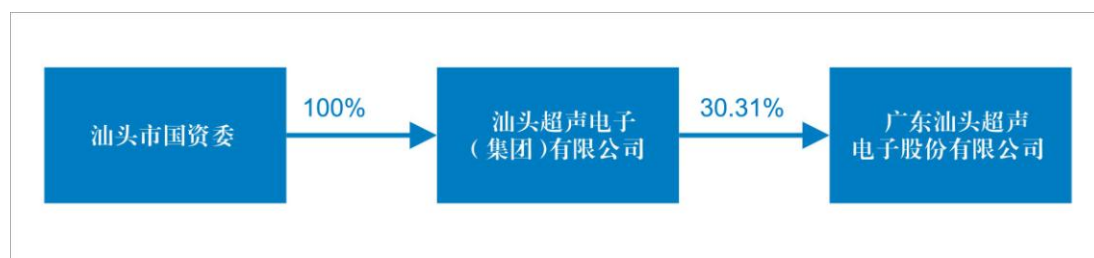 汕头市国资委
100%
汕头超声电子
（集团）有限公司
30.31%
广东汕头超声
电子股份有限公司